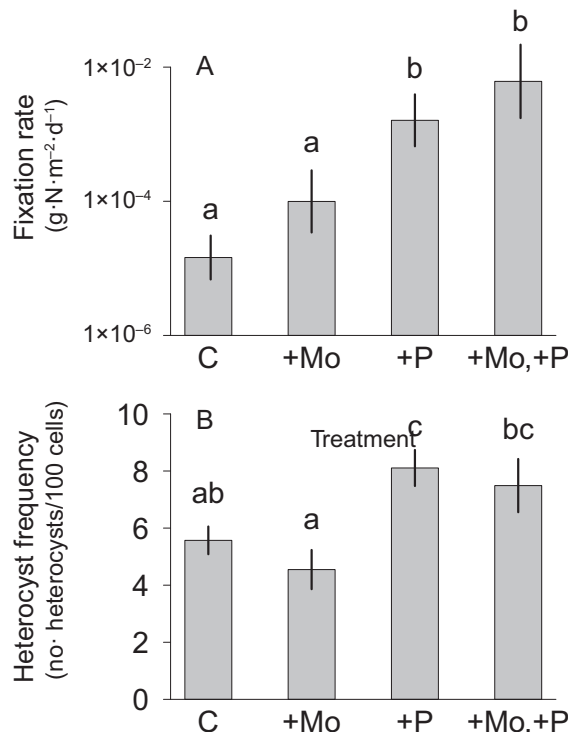 A
b
b
a
a
1×10⁻²
1×10⁻⁴
1×10⁻⁶
Fixation rate
(g·N·m⁻²·d⁻¹)
C +Mo +P +Mo,+P
B
Treatment
ab
a
c
bc
10
8
6
4
2
0
Heterocyst frequency
(no· heterocysts/100 cells)
C +Mo +P +Mo,+P